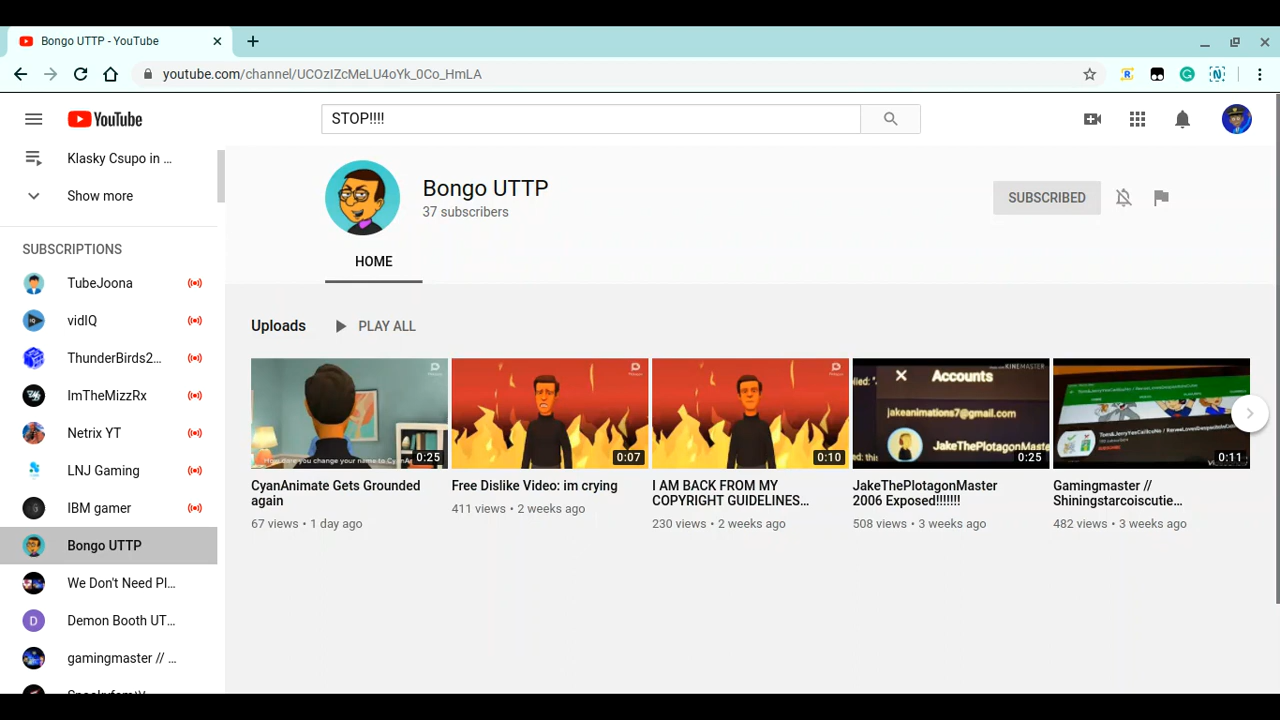 Bongo UTTP - YouTube
youtube.com/channel/UCOzIZcMeLU4oYk_0Co_HmLA
YouTube
STOP!!!!
Klasky Csupo in ...
Show more
SUBSCRIPTIONS
TubeJoona
vidIQ
ThunderBirds2...
ImTheMizzRx
Netrix YT
LNJ Gaming
IBM gamer
Bongo UTTP
We Don't Need Pl...
Demon Booth UT...
gamingmaster // ...
Bongo UTTP
37 subscribers
SUBSCRIBED
HOME
Uploads
PLAY ALL
0:25
CyanAnimate Gets Grounded
again
67 views • 1 day ago
0:07
Free Dislike Video: im crying
411 views • 2 weeks ago
0:10
I AM BACK FROM MY
COPYRIGHT GUIDELINES...
230 views • 2 weeks ago
KINEMASTER
Accounts
jakeanimations7@gmail.com
JakeThePlotagonMaste
0:25
JakeThePlotagonMaster
2006 Exposed!!!!!!!
508 views • 3 weeks ago
0:11
Gamingmaster //
Shiningstarcoiscutie...
482 views • 3 weeks ago